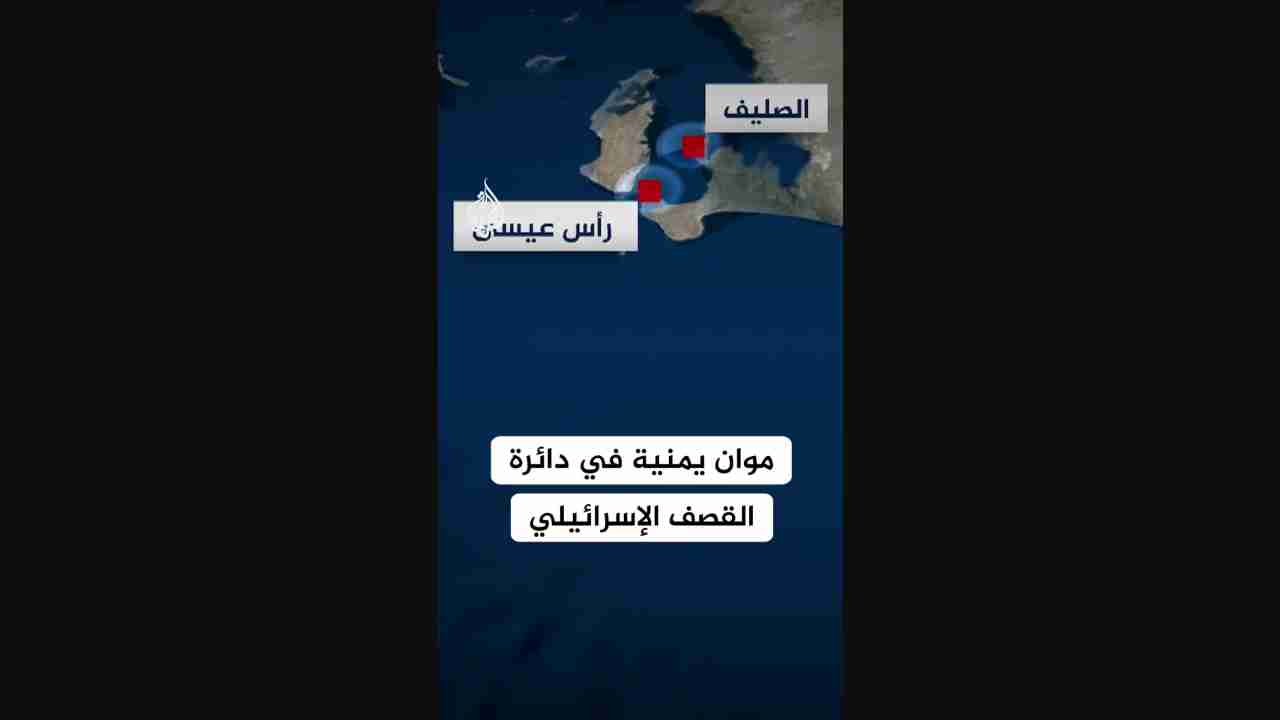 الصليف
رأس عيسى
موان يمنية في دائرة
القصف الإسرائيلي